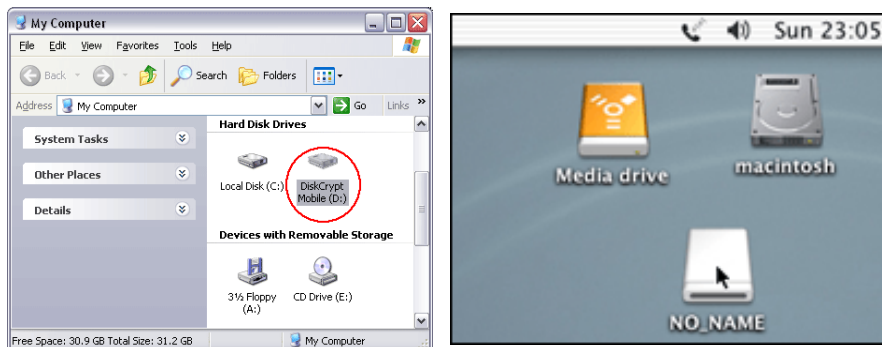 My Computer
File Edit View Favorites Tools Help
Back Search Folders
Address My Computer Go Links »
Hard Disk Drives
System Tasks
Other Places
Details
Local Disk (C:)
DiskCrypt
Mobile (D:)
Devices with Removable Storage
3½ Floppy
(A:)
CD Drive (E:)
Free Space: 30.9 GB Total Size: 31.2 GB
My Computer
Sun 23:05
Media drive
macintosh
NO_NAME